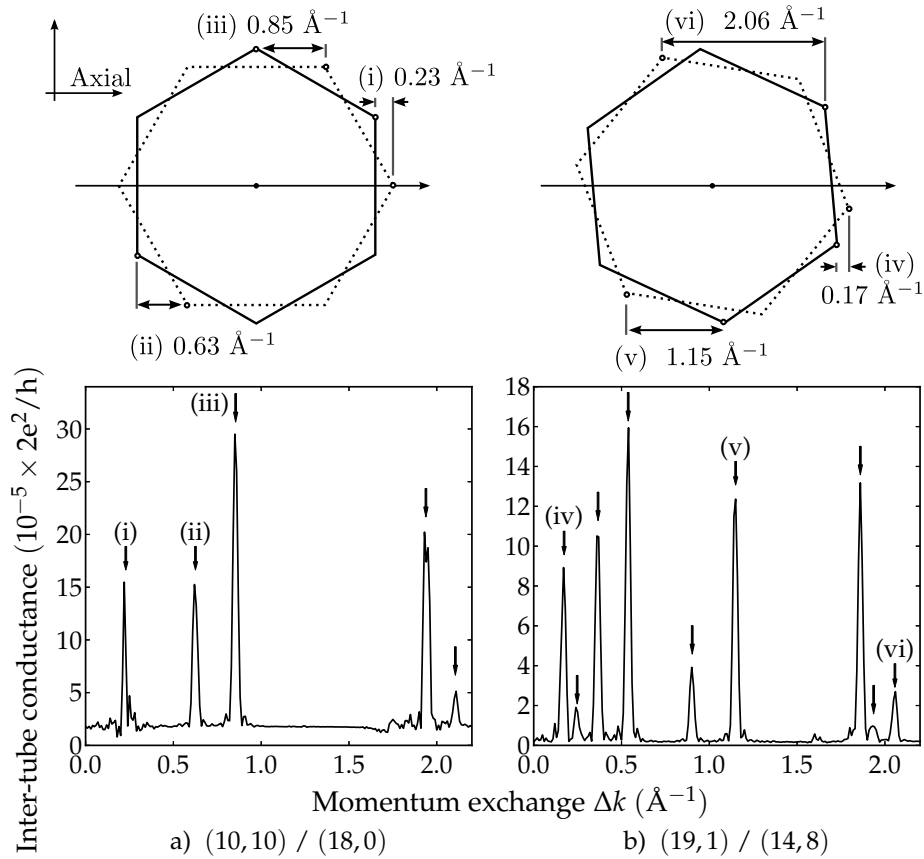 (iii) 0.85 Å⁻¹
(vi) 2.06 Å⁻¹
Axial
(i) 0.23 Å⁻¹
(iv)
0.17 Å⁻¹
(ii) 0.63 Å⁻¹
(v) 1.15 Å⁻¹
Inter-tube conductance (10⁻⁵ × 2e²/h)
30
25
20
15
10
5
0
(i)
(ii)
(iii)
0.0 0.5 1.0 1.5 2.0
18
16
14
12
10
8
6
4
2
0
(iv)
(v)
(vi)
0.0 0.5 1.0 1.5 2.0
Momentum exchange Δk (Å⁻¹)
a) (10,10) / (18,0)
b) (19,1) / (14,8)